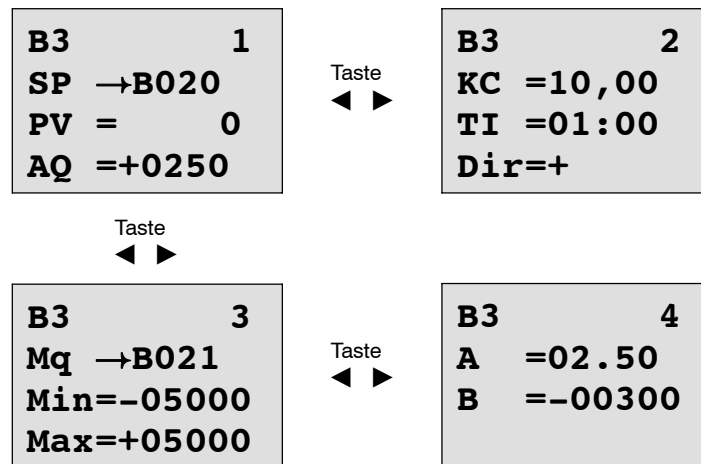 B3 1
SP →B020
PV = 0
AQ =+0250
Taste
◄ ►
B3 2
KC =10,00
TI =01:00
Dir=+
Taste
◄ ►
B3 3
Mq →B021
Min=-05000
Max=+05000
Taste
◄ ►
B3 4
A =02.50
B =-00300